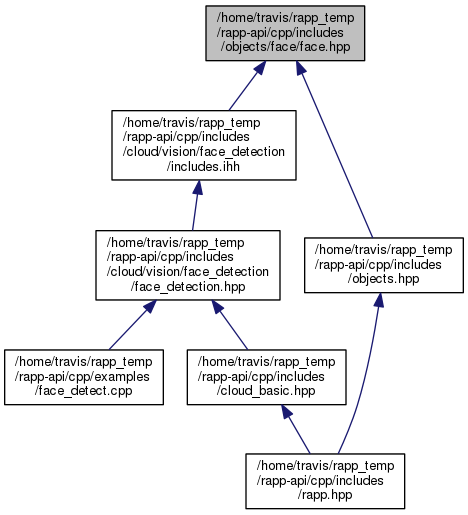 /home/travis/rapp_temp
/rapp-api/cpp/includes
/objects/face/face.hpp
/home/travis/rapp_temp
/rapp-api/cpp/includes
/cloud/vision/face_detection
/includes.ihh
/home/travis/rapp_temp
/rapp-api/cpp/includes
/cloud/vision/face_detection
/face_detection.hpp
/home/travis/rapp_temp
/rapp-api/cpp/includes
/objects.hpp
/home/travis/rapp_temp
/rapp-api/cpp/examples
/face_detect.cpp
/home/travis/rapp_temp
/rapp-api/cpp/includes
/cloud_basic.hpp
/home/travis/rapp_temp
/rapp-api/cpp/includes
/rapp.hpp